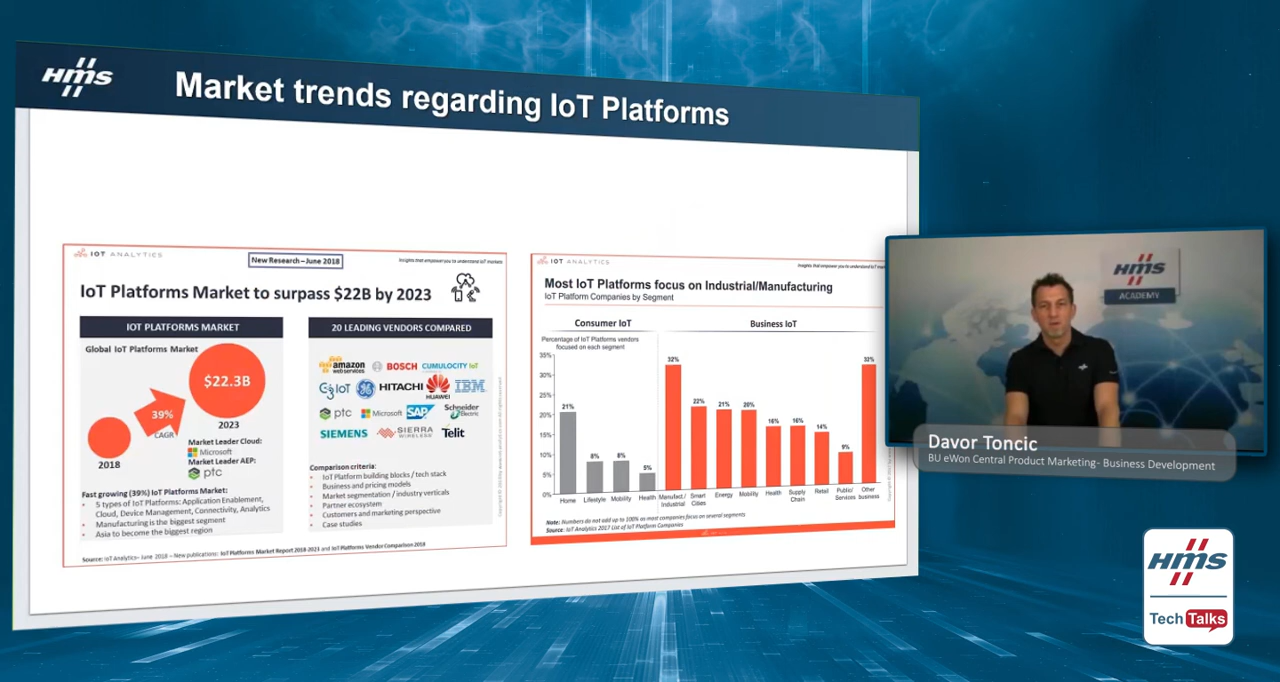 HMS
Market trends regarding IoT Platforms
IOT ANALYTICS
New Research – June 2018
Insights that empower you to understand IoT markets
IoT Platforms Market to surpass $22B by 2023
IOT PLATFORMS MARKET
Global IoT Platforms Market
$22.3B
39%
CAGR
2023
2018
Market Leader Cloud:
Microsoft
Market Leader AEP:
ptc
Fast growing (39%) IoT Platforms Market:
• 5 types of IoT Platforms: Application Enablement,
Cloud, Device Management, Connectivity, Analytics
• Manufacturing is the biggest segment
• Asia to become the biggest region
20 LEADING VENDORS COMPARED
amazon
webservices
BOSCH
CUMULOCITY IoT
IoT
HITACHI
HUAWEI
IBM
ptc
Microsoft
SAP
Schneider
Electric
SIEMENS
SIERRA
WIRELESS
Telit
Comparison criteria:
• IoT Platform building blocks / tech stack
• Business and pricing models
• Market segmentation / industry verticals
• Partner ecosystem
• Customers and marketing perspective
• Case studies
Source: IoT Analytics– June 2018 – New publications: IoT Platforms Market Report 2018-2023 and IoT Platforms Vendor Comparison 2018
IOT ANALYTICS
Insights that empower you to understand IoT
Most IoT Platforms focus on Industrial/Manufacturing
IoT Platform Companies by Segment
Consumer IoT
Business IoT
Percentage of IoT Platforms vendors
focused on each segment
35%
30%
25%
20%
15%
10%
5%
0%
21%
8%
8%
5%
32%
22%
21%
20%
16%
16%
14%
9%
32%
Home
Lifestyle
Mobility
Health
Manufact./
Industrial
Smart
Cities
Energy
Mobility
Health
Supply
Chain
Retail
Public/
Services
Other
business
Note: Numbers do not add up to 100% as most companies focus on several segments
Source: IoT Analytics 2017 List of IoT Platform Companies
HMS
ACADEMY
Davor Toncic
BU eWon Central Product Marketing- Business Development
HMS
Tech Talks